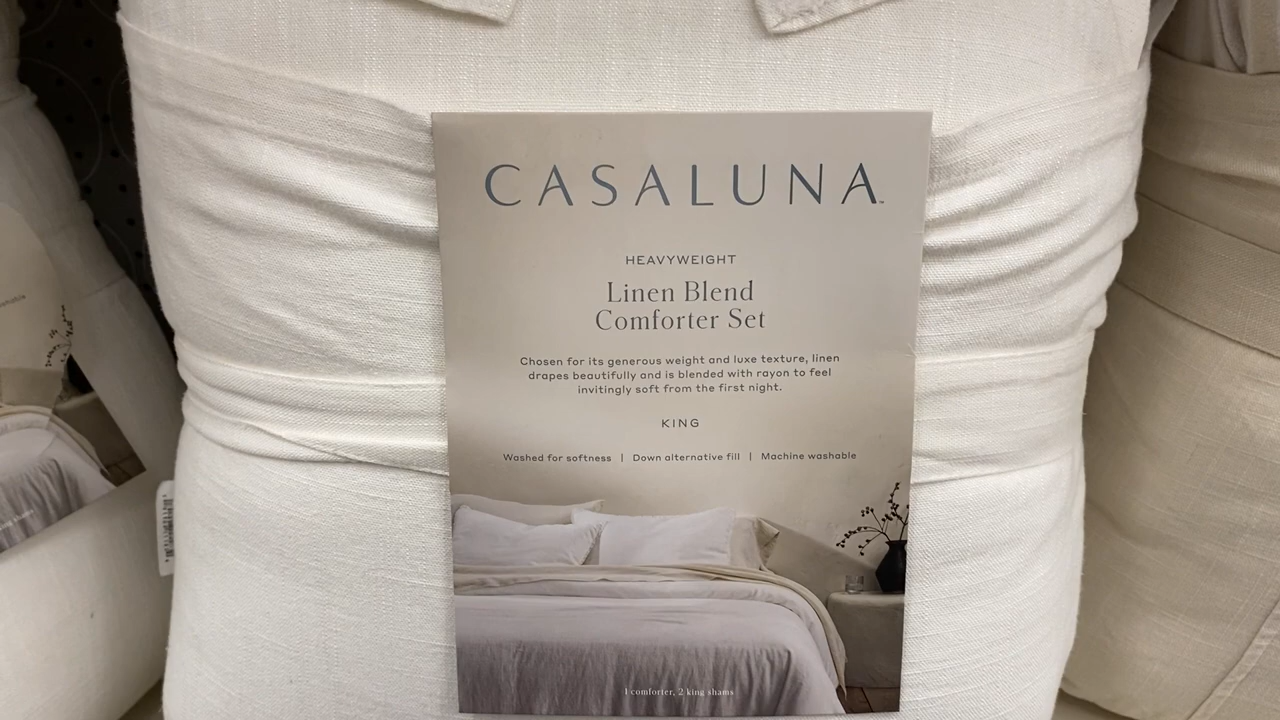 CASALUNA™
HEAVYWEIGHT
Linen Blend
Comforter Set
Chosen for its generous weight and luxe texture, linen
drapes beautifully and is blended with rayon to feel
invitingly soft from the first night.
KING
Washed for softness | Down alternative fill | Machine washable
1 comforter, 2 king shams